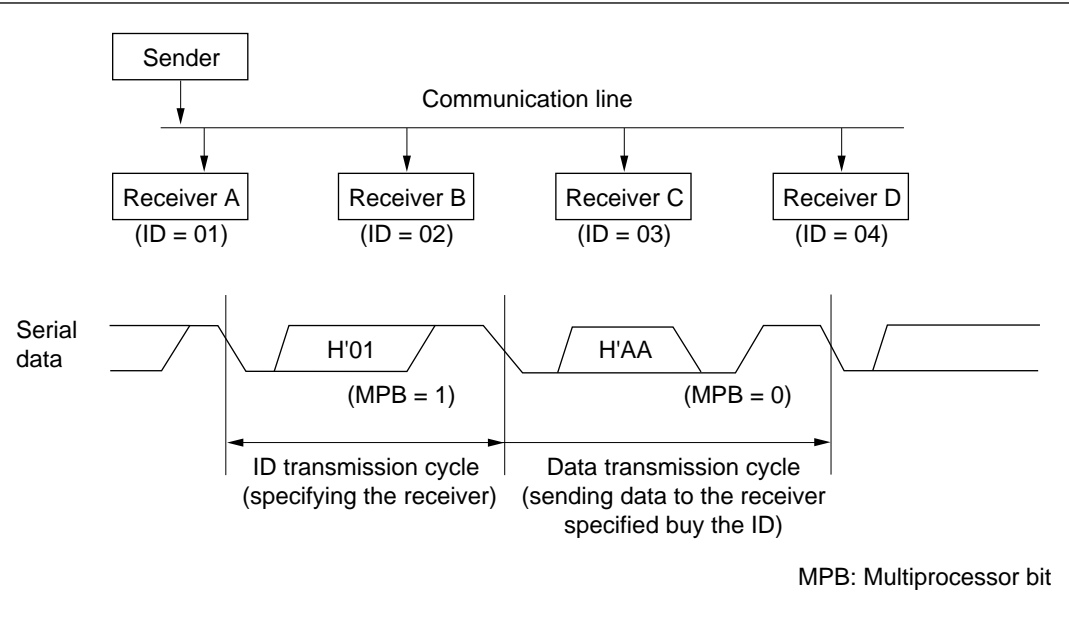 Sender
Communication line
Receiver A
Receiver B
Receiver C
Receiver D
(ID = 01)
(ID = 02)
(ID = 03)
(ID = 04)
Serial
data
H'01
H'AA
(MPB = 1)
(MPB = 0)
ID transmission cycle
(specifying the receiver)
Data transmission cycle
(sending data to the receiver
specified buy the ID)
MPB: Multiprocessor bit